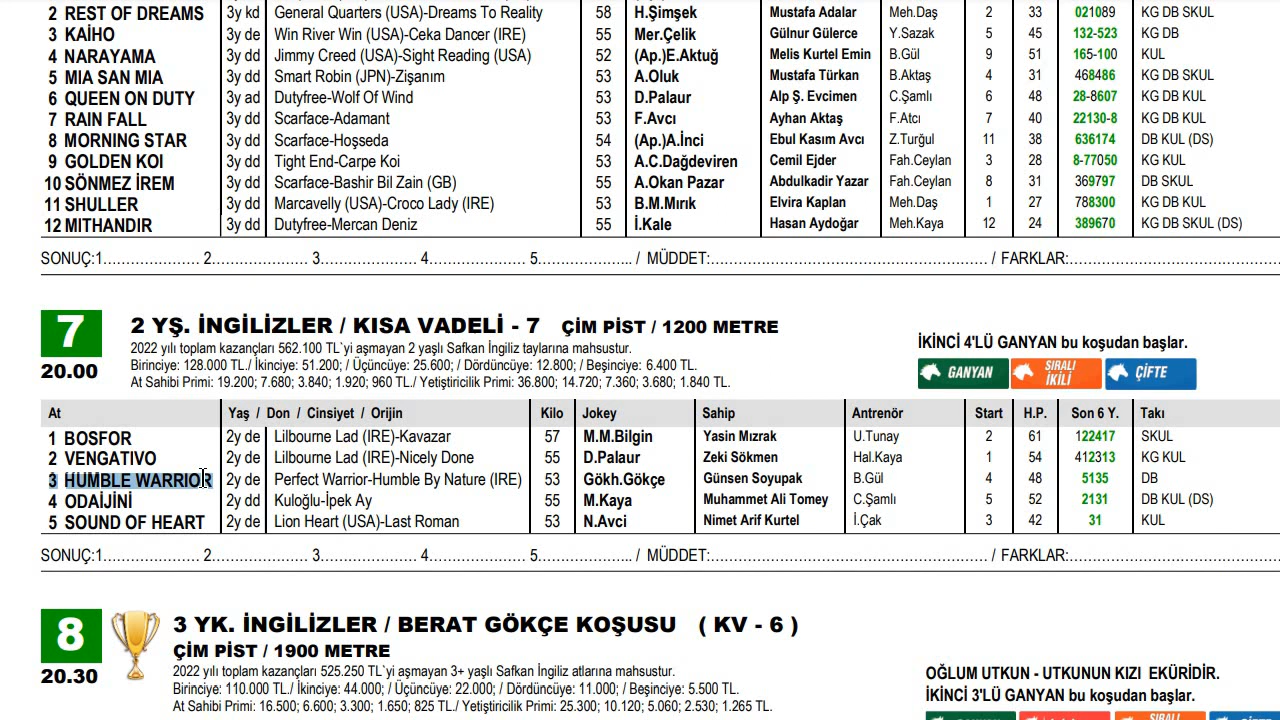 2 REST OF DREAMS 3y kd General Quarters (USA)-Dreams To Reality 58 H.Şimşek Mustafa Adalar Meh.Daş 2 33 021089 KG DB SKUL
3 KAİHO 3y de Win River Win (USA)-Ceka Dancer (IRE) 55 Mer.Çelik Gülnur Gülerce Y.Sazak 5 45 132-523 KG DB
4 NARAYAMA 3y dd Jimmy Creed (USA)-Sight Reading (USA) 52 (Ap.)E.Aktuğ Melis Kurtel Emin B.Gül 9 51 165-100 KUL
5 MIA SAN MIA 3y dd Smart Robin (JPN)-Zişanım 53 A.Oluk Mustafa Türkan B.Aktaş 4 31 468486 KG DB SKUL
6 QUEEN ON DUTY 3y ad Dutyfree-Wolf Of Wind 53 D.Palaur Alp Ş. Evcimen C.Şamlı 6 48 28-8607 KG DB KUL
7 RAIN FALL 3y dd Scarface-Adamant 53 F.Avcı Ayhan Aktaş F.Atcı 7 40 22130-8 KG DB KUL
8 MORNING STAR 3y dd Scarface-Hoşseda 54 (Ap.)A.İnci Ebul Kasım Avcı Z.Turğul 11 38 636174 DB KUL (DS)
9 GOLDEN KOI 3y dd Tight End-Carpe Koi 53 A.C.Dağdeviren Cemil Ejder Fah.Ceylan 3 28 8-77050 KG KUL
10 SÖNMEZ İREM 3y dd Scarface-Bashir Bil Zain (GB) 55 A.Okan Pazar Abdulkadir Yazar Fah.Ceylan 8 31 369797 DB SKUL
11 SHULLER 3y dd Marcavelly (USA)-Croco Lady (IRE) 53 B.M.Mırık Elvira Kaplan Meh.Daş 1 27 788300 KG DB KUL
12 MITHANDIR 3y dd Dutyfree-Mercan Deniz 55 İ.Kale Hasan Aydoğar Meh.Kaya 12 24 389670 KG DB SKUL (DS)
SONUÇ:1...................... 2....................... 3....................... 4....................... 5...................... / MÜDDET:................................................................ / FARKLAR:................................................
7 2 YŞ. İNGİLİZLER / KISA VADELİ - 7 ÇİM PİST / 1200 METRE
2022 yılı toplam kazançları 562.100 TL`yi aşmayan 2 yaşlı Safkan İngiliz taylarına mahsustur.
İKİNCİ 4'LÜ GANYAN bu koşudan başlar.
20.00 Birinciye: 128.000 TL./ İkinciye: 51.200; / Üçüncüye: 25.600; / Dördüncüye: 12.800; / Beşinciye: 6.400 TL.
At Sahibi Primi: 19.200; 7.680; 3.840; 1.920; 960 TL./ Yetiştiricilik Primi: 36.800; 14.720; 7.360; 3.680; 1.840 TL.
GANYAN SIRALI İKİLİ ÇİFTE
At Yaş / Don / Cinsiyet / Orijin Kilo Jokey Sahip Antrenör Start H.P. Son 6 Y. Takı
1 BOSFOR 2y de Lilbourne Lad (IRE)-Kavazar 57 M.M.Bilgin Yasin Mızrak U.Tunay 2 61 122417 SKUL
2 VENGATIVO 2y de Lilbourne Lad (IRE)-Nicely Done 55 D.Palaur Zeki Sökmen Hal.Kaya 1 54 412313 KG KUL
3 HUMBLE WARRIOR 2y de Perfect Warrior-Humble By Nature (IRE) 53 Gökh.Gökçe Günsen Soyupak B.Gül 4 48 5135 DB
4 ODAİJİNİ 2y dd Kuloğlu-İpek Ay 55 M.Kaya Muhammet Ali Tomey C.Şamlı 5 52 2131 DB KUL (DS)
5 SOUND OF HEART 2y de Lion Heart (USA)-Last Roman 53 N.Avci Nimet Arif Kurtel İ.Çak 3 42 31 KUL
SONUÇ:1...................... 2....................... 3....................... 4....................... 5...................... / MÜDDET:................................................................ / FARKLAR:................................................
8 3 YK. İNGİLİZLER / BERAT GÖKÇE KOŞUSU ( KV - 6 )
ÇİM PİST / 1900 METRE
20.30 2022 yılı toplam kazançları 525.250 TL`yi aşmayan 3+ yaşlı Safkan İngiliz atlarına mahsustur.
OĞLUM UTKUN - UTKUNUN KIZI EKÜRİDİR.
Birinciye: 110.000 TL./ İkinciye: 44.000; / Üçüncüye: 22.000; / Dördüncüye: 11.000; / Beşinciye: 5.500 TL.
İKİNCİ 3'LÜ GANYAN bu koşudan başlar.
At Sahibi Primi: 16.500; 6.600; 3.300; 1.650; 825 TL./ Yetiştiricilik Primi: 25.300; 10.120; 5.060; 2.530; 1.265 TL.